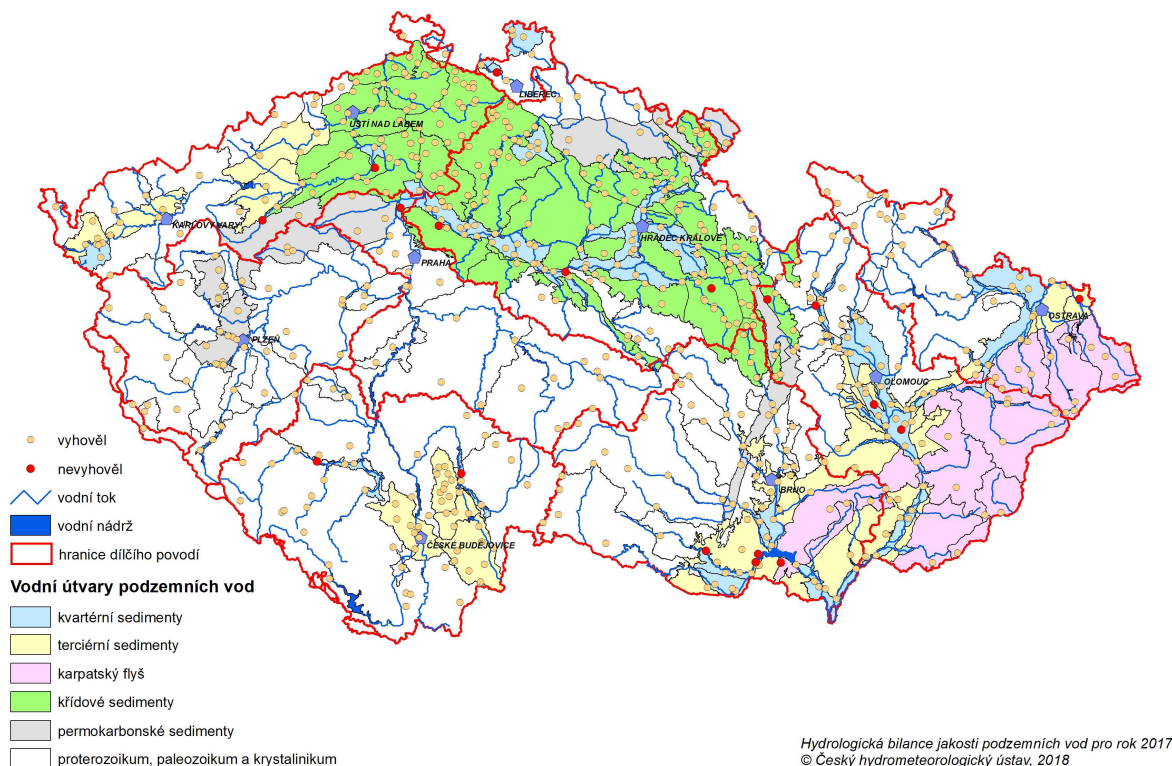 LIBEREC
ÚSTÍ NAD LABEM
KARLOVY VARY
HRADEC KRÁLOVÉ
PRAHA
OSTRAVA
PLZEŇ
OLOMOUC
BRNO
ČESKÉ BUDĚJOVICE
vyhověl
nevyhověl
vodní tok
vodní nádrž
hranice dílčího povodí
Vodní útvary podzemních vod
kvartérní sedimenty
terciérní sedimenty
karpatský flyš
křídové sedimenty
permokarbonské sedimenty
proterozoikum, paleozoikum a krystalinikum
Hydrologická bilance jakosti podzemních vod pro rok 2017
© Český hydrometeorologický ústav, 2018